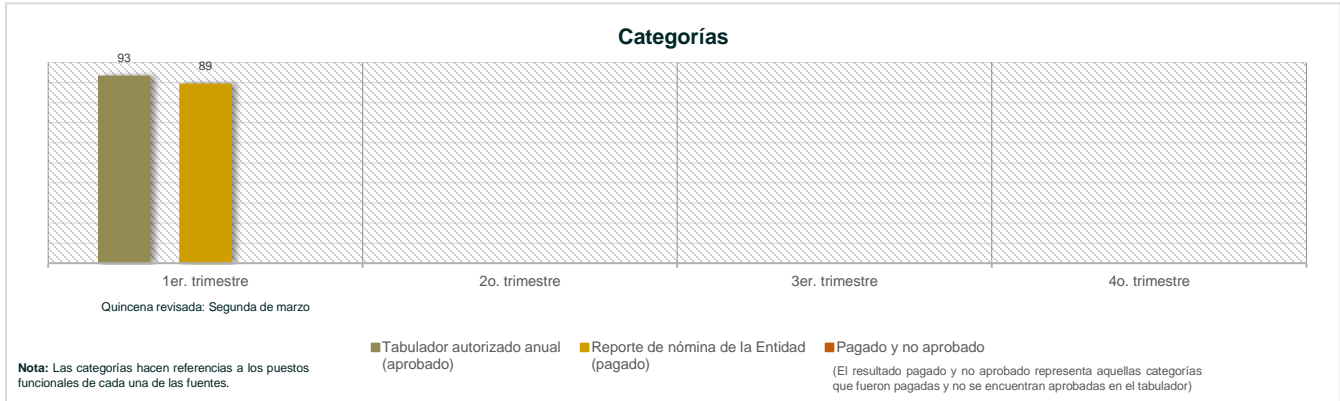 Categorías
93
89
1er. trimestre
2o. trimestre
3er. trimestre
4o. trimestre
Quincena revisada: Segunda de marzo
Tabulador autorizado anual
(aprobado)
Reporte de nómina de la Entidad
(pagado)
Pagado y no aprobado
(El resultado pagado y no aprobado representa aquellas categorías
que fueron pagadas y no se encuentran aprobadas en el tabulador)
Nota: Las categorías hacen referencias a los puestos
funcionales de cada una de las fuentes.